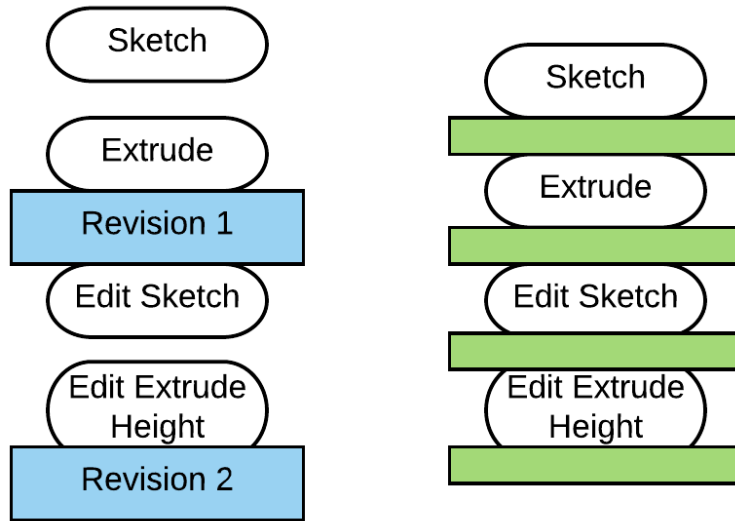 Sketch
Extrude
Revision 1
Edit Sketch
Edit Extrude
Height
Revision 2
Sketch
Extrude
Edit Sketch
Edit Extrude
Height